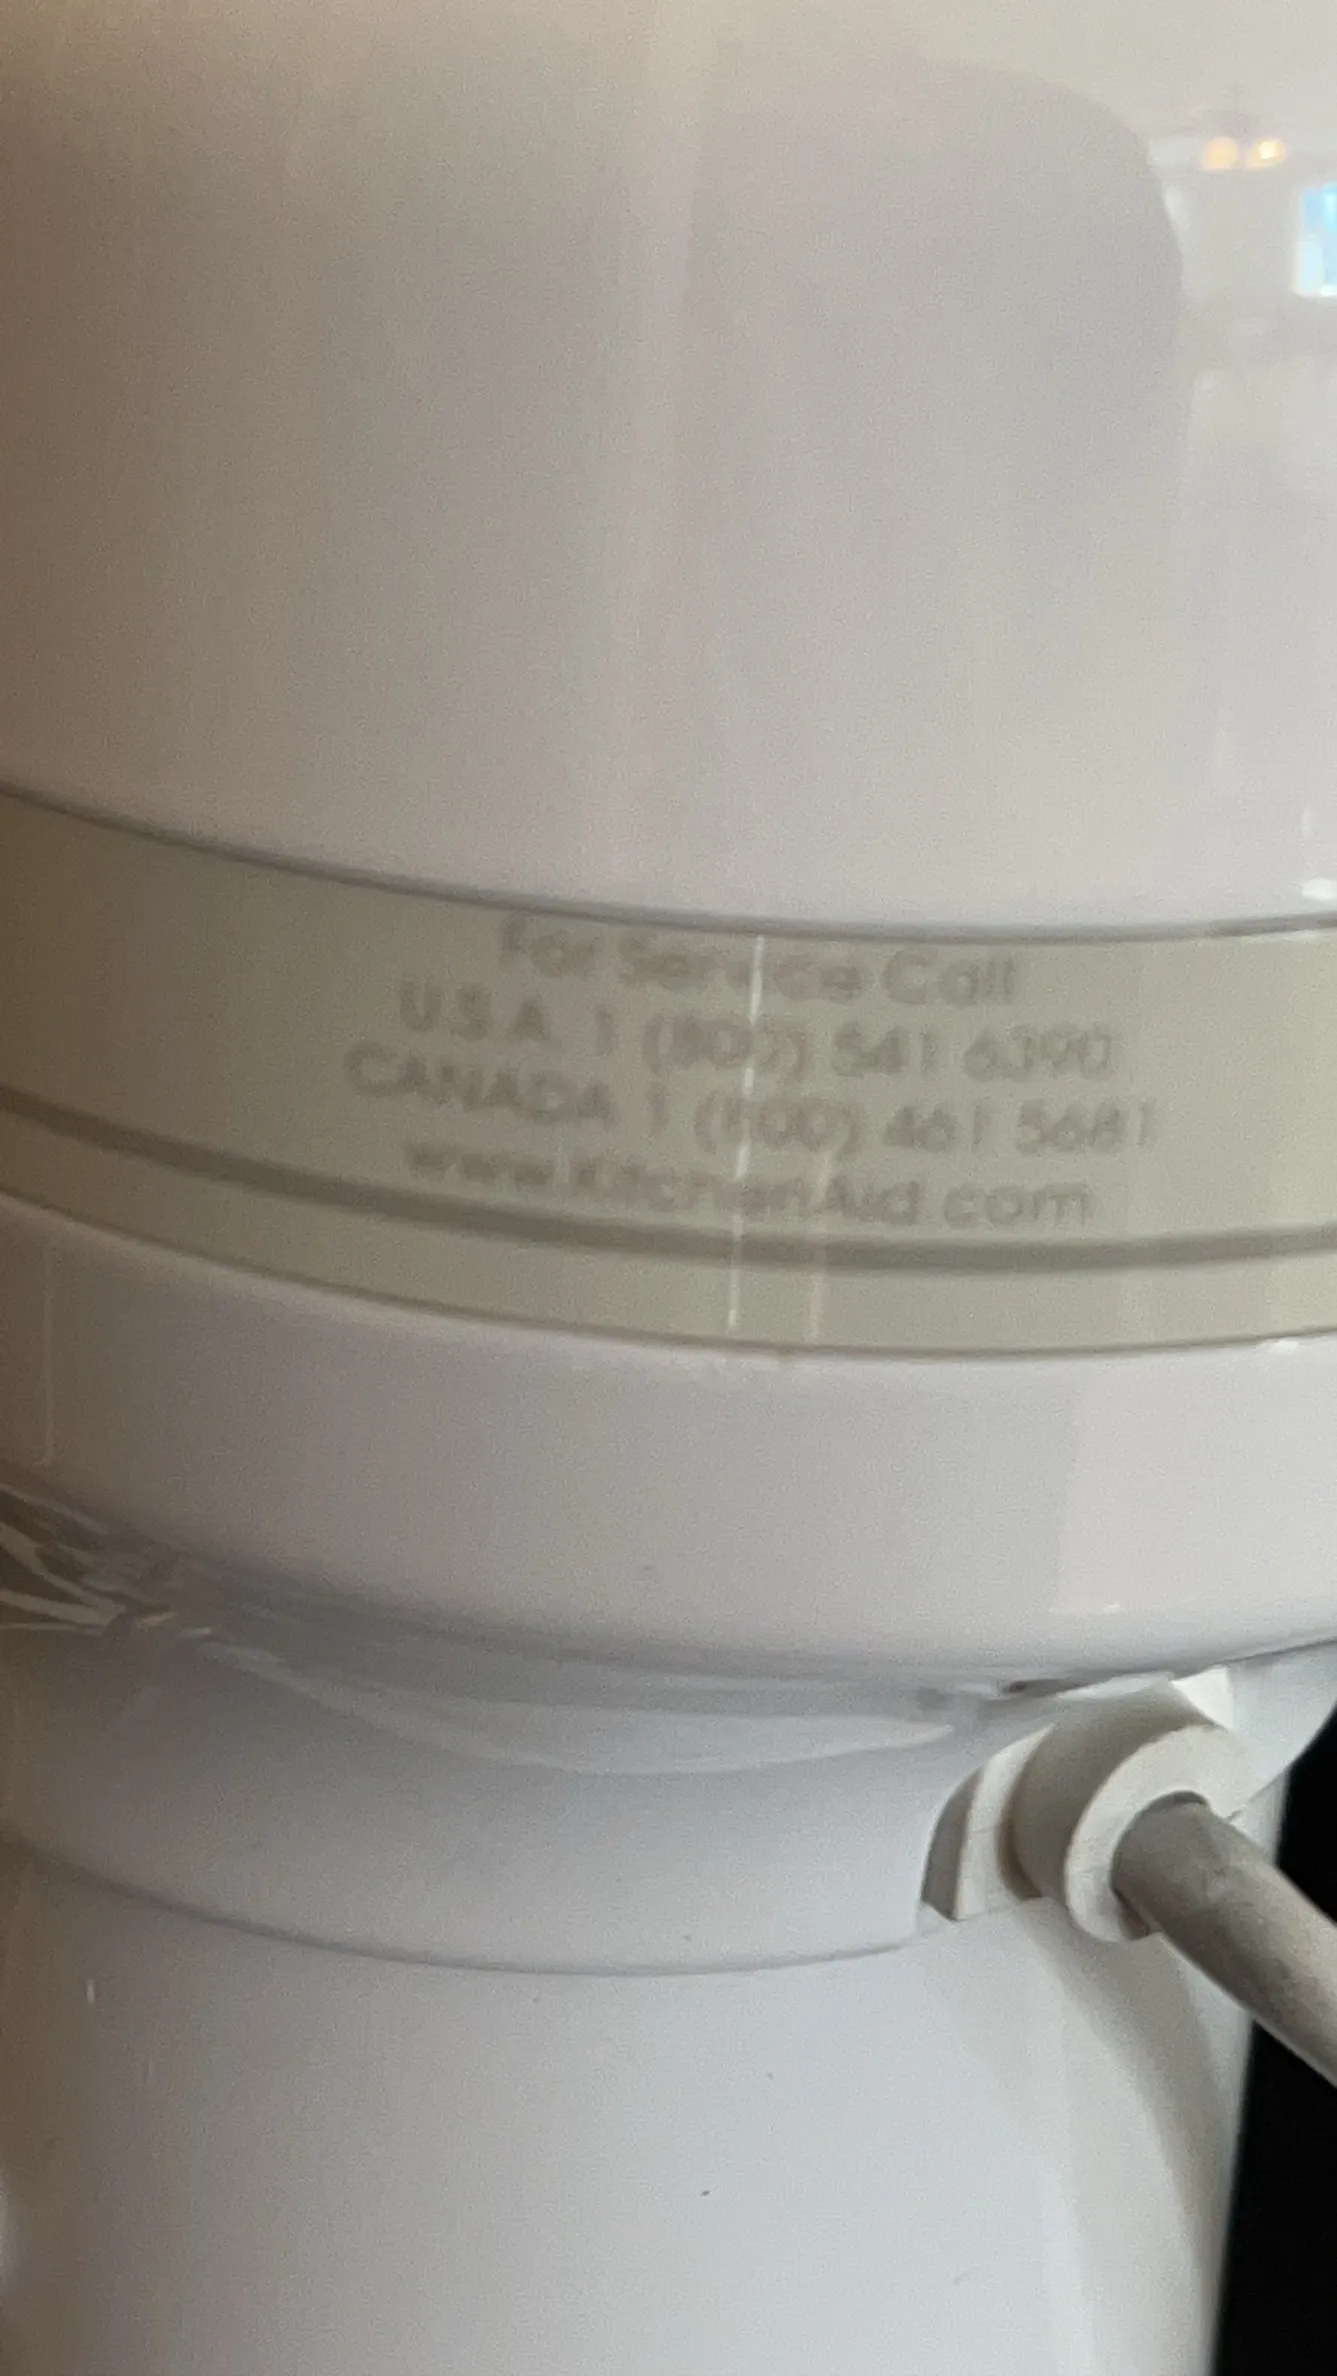 For Service Call
U.S.A. 1 (800) 541 6390
CANADA 1 (800) 461 5681
www.KitchenAid.com